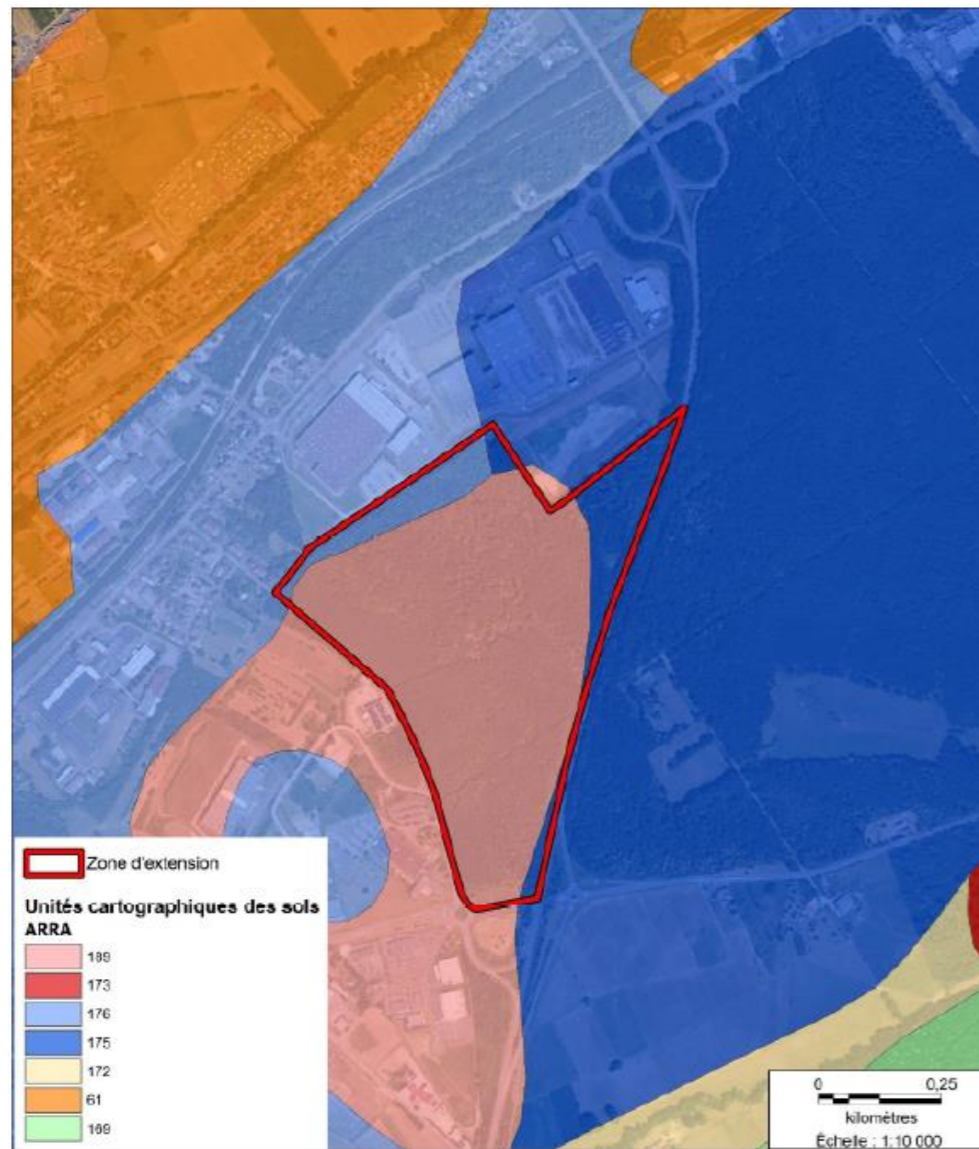 Zone d'extension
Unités cartographiques des sols
ARRA
189
173
176
175
172
61
169
0 0,25
kilomètres
Échelle : 1:10 000